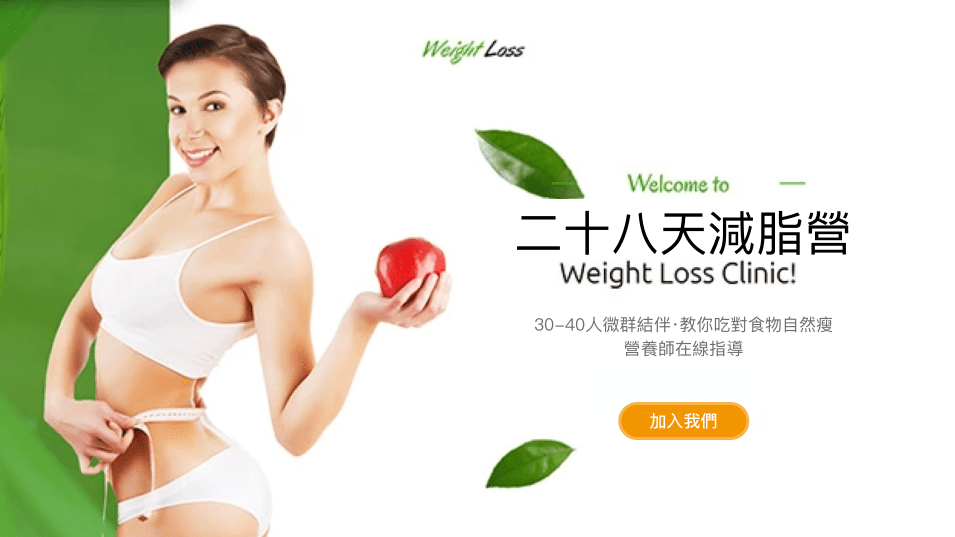 Weight Loss
Welcome to
二十八天減脂營
Weight Loss Clinic!
30-40人微群結伴·教你吃對食物自然瘦
營養師在線指導
加入我們